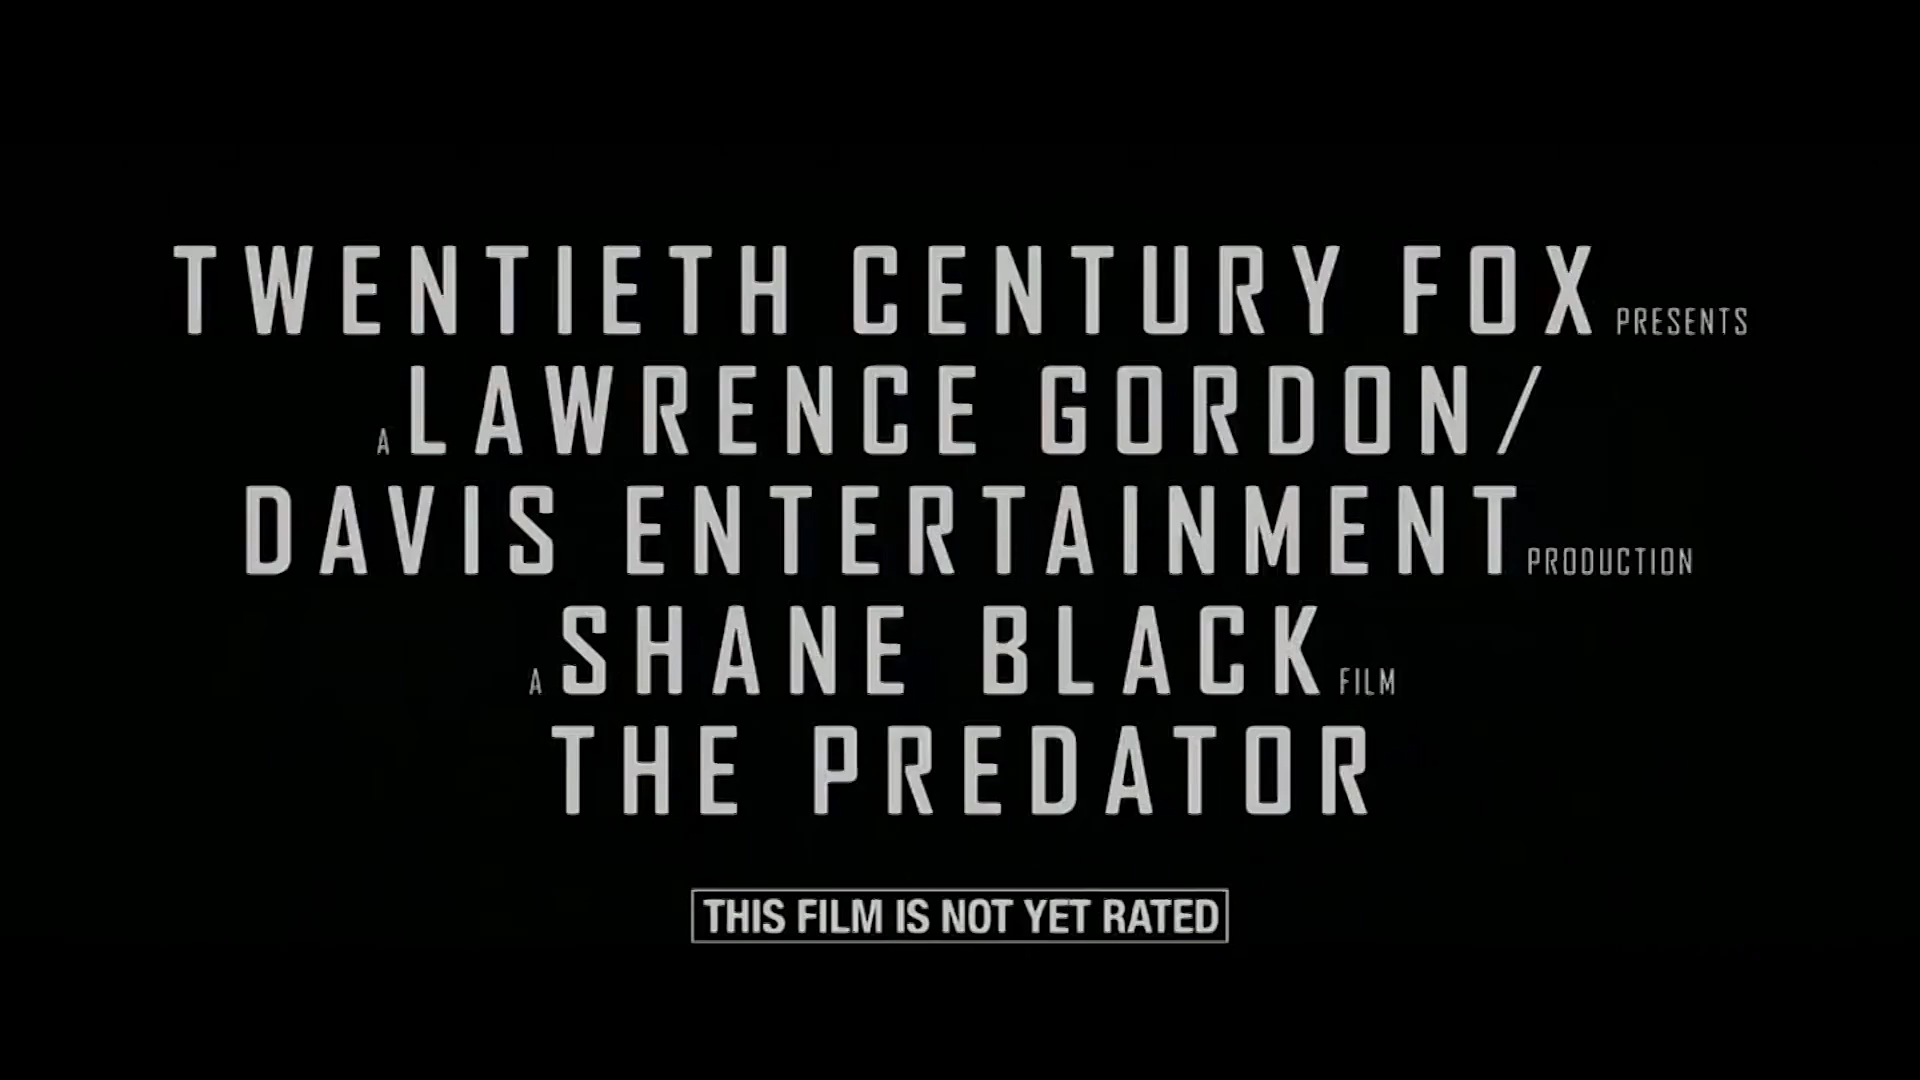 TWENTIETH CENTURY FOX PRESENTS
A LAWRENCE GORDON/
DAVIS ENTERTAINMENT PRODUCTION
A SHANE BLACK FILM
THE PREDATOR
THIS FILM IS NOT YET RATED